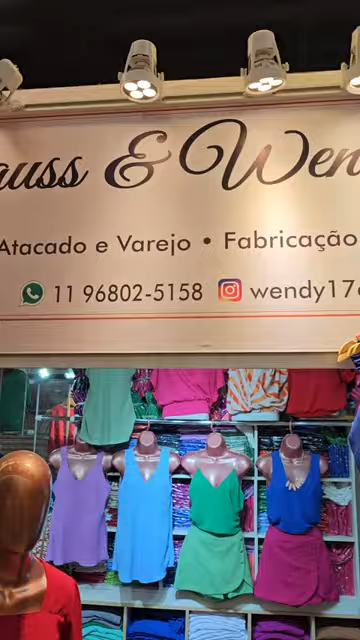 auss & Wen
Atacado e Varejo • Fabricação
11 96802-5158 wendy17